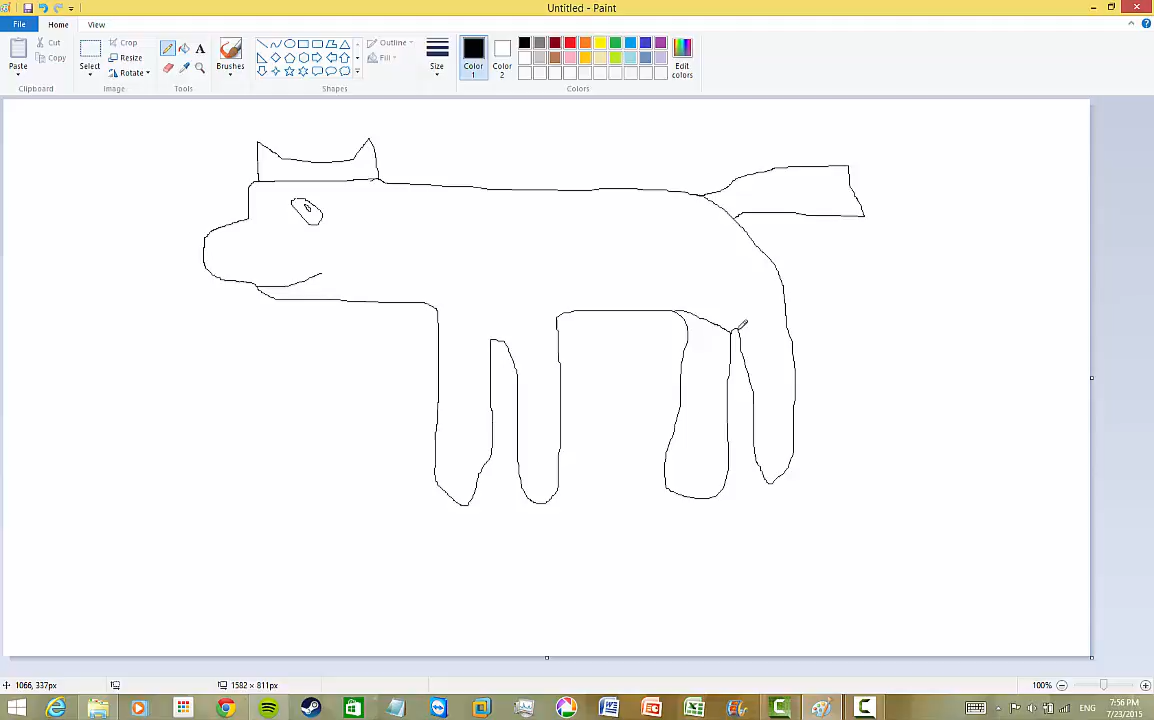 Untitled - Paint
File Home View
Paste
Cut
Copy
Clipboard
Select
Crop
Resize
Rotate
Image
A
Tools
Brushes
Shapes
Outline
Fill
Size
Color 1
Color 2
Edit colors
Colors
1066, 337px
1582 × 811px
100%
7:56 PM
7/23/2015